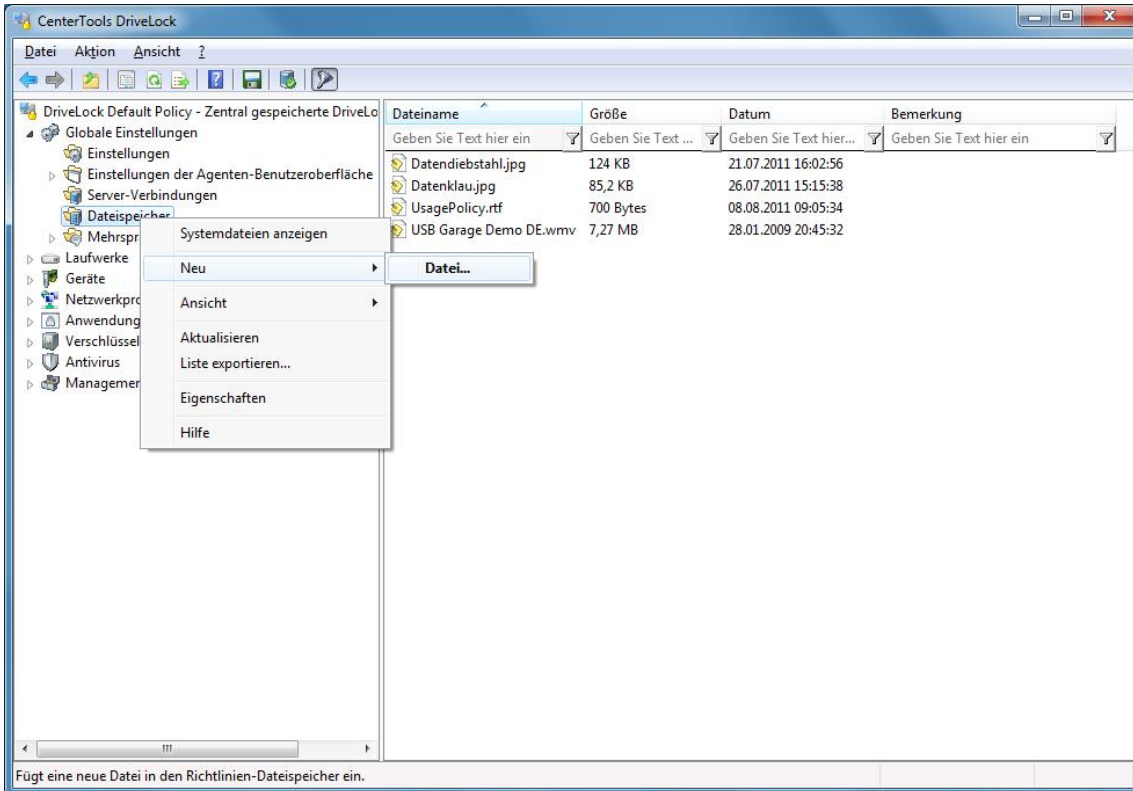 CenterTools DriveLock
Datei Aktion Ansicht ?
DriveLock Default Policy - Zentral gespeicherte DriveLo
Globale Einstellungen
Einstellungen
Einstellungen der Agenten-Benutzeroberfläche
Server-Verbindungen
Dateispeicher
Mehrspr
Laufwerke
Geräte
Netzwerkpro
Anwendung
Verschlüssel
Antivirus
Managemen
Systemdateien anzeigen
Neu
Ansicht
Aktualisieren
Liste exportieren...
Eigenschaften
Hilfe
Datei...
Dateiname Größe Datum Bemerkung
Geben Sie Text hier ein Geben Sie Text ... Geben Sie Text hier... Geben Sie Text hier ein
Datendiebstahl.jpg 124 KB 21.07.2011 16:02:56
Datenklau.jpg 85,2 KB 26.07.2011 15:15:38
UsagePolicy.rtf 700 Bytes 08.08.2011 09:05:34
USB Garage Demo DE.wmv 7,27 MB 28.01.2009 20:45:32
Fügt eine neue Datei in den Richtlinien-Dateispeicher ein.